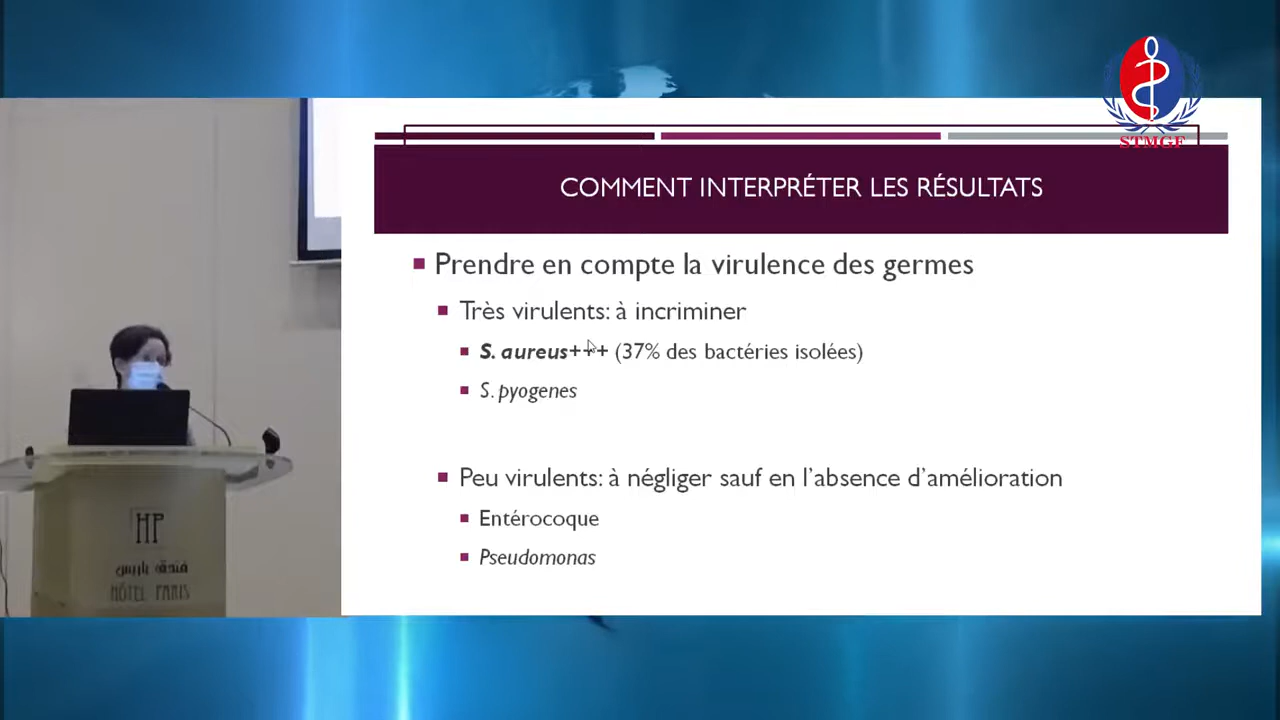 STMGF
COMMENT INTERPRÉTER LES RÉSULTATS
Prendre en compte la virulence des germes
Très virulents: à incriminer
S. aureus+++ (37% des bactéries isolées)
S. pyogenes
Peu virulents: à négliger sauf en l'absence d'amélioration
Entérocoque
Pseudomonas
HP
فندق باريس
HÔTEL PARIS